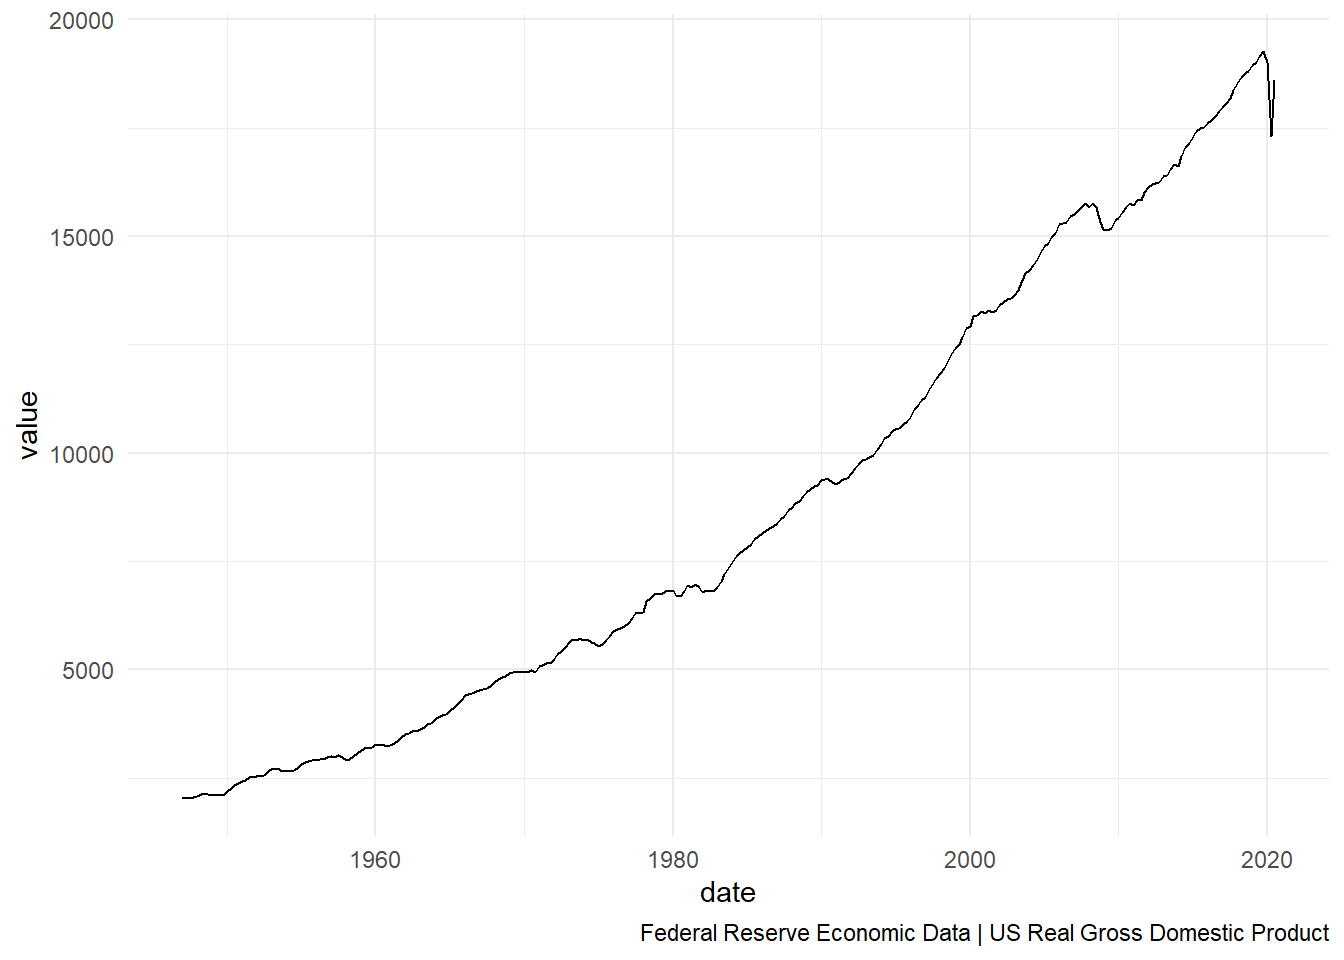 20000
15000
value
10000
5000
1960 1980 2000 2020
date
Federal Reserve Economic Data | US Real Gross Domestic Product